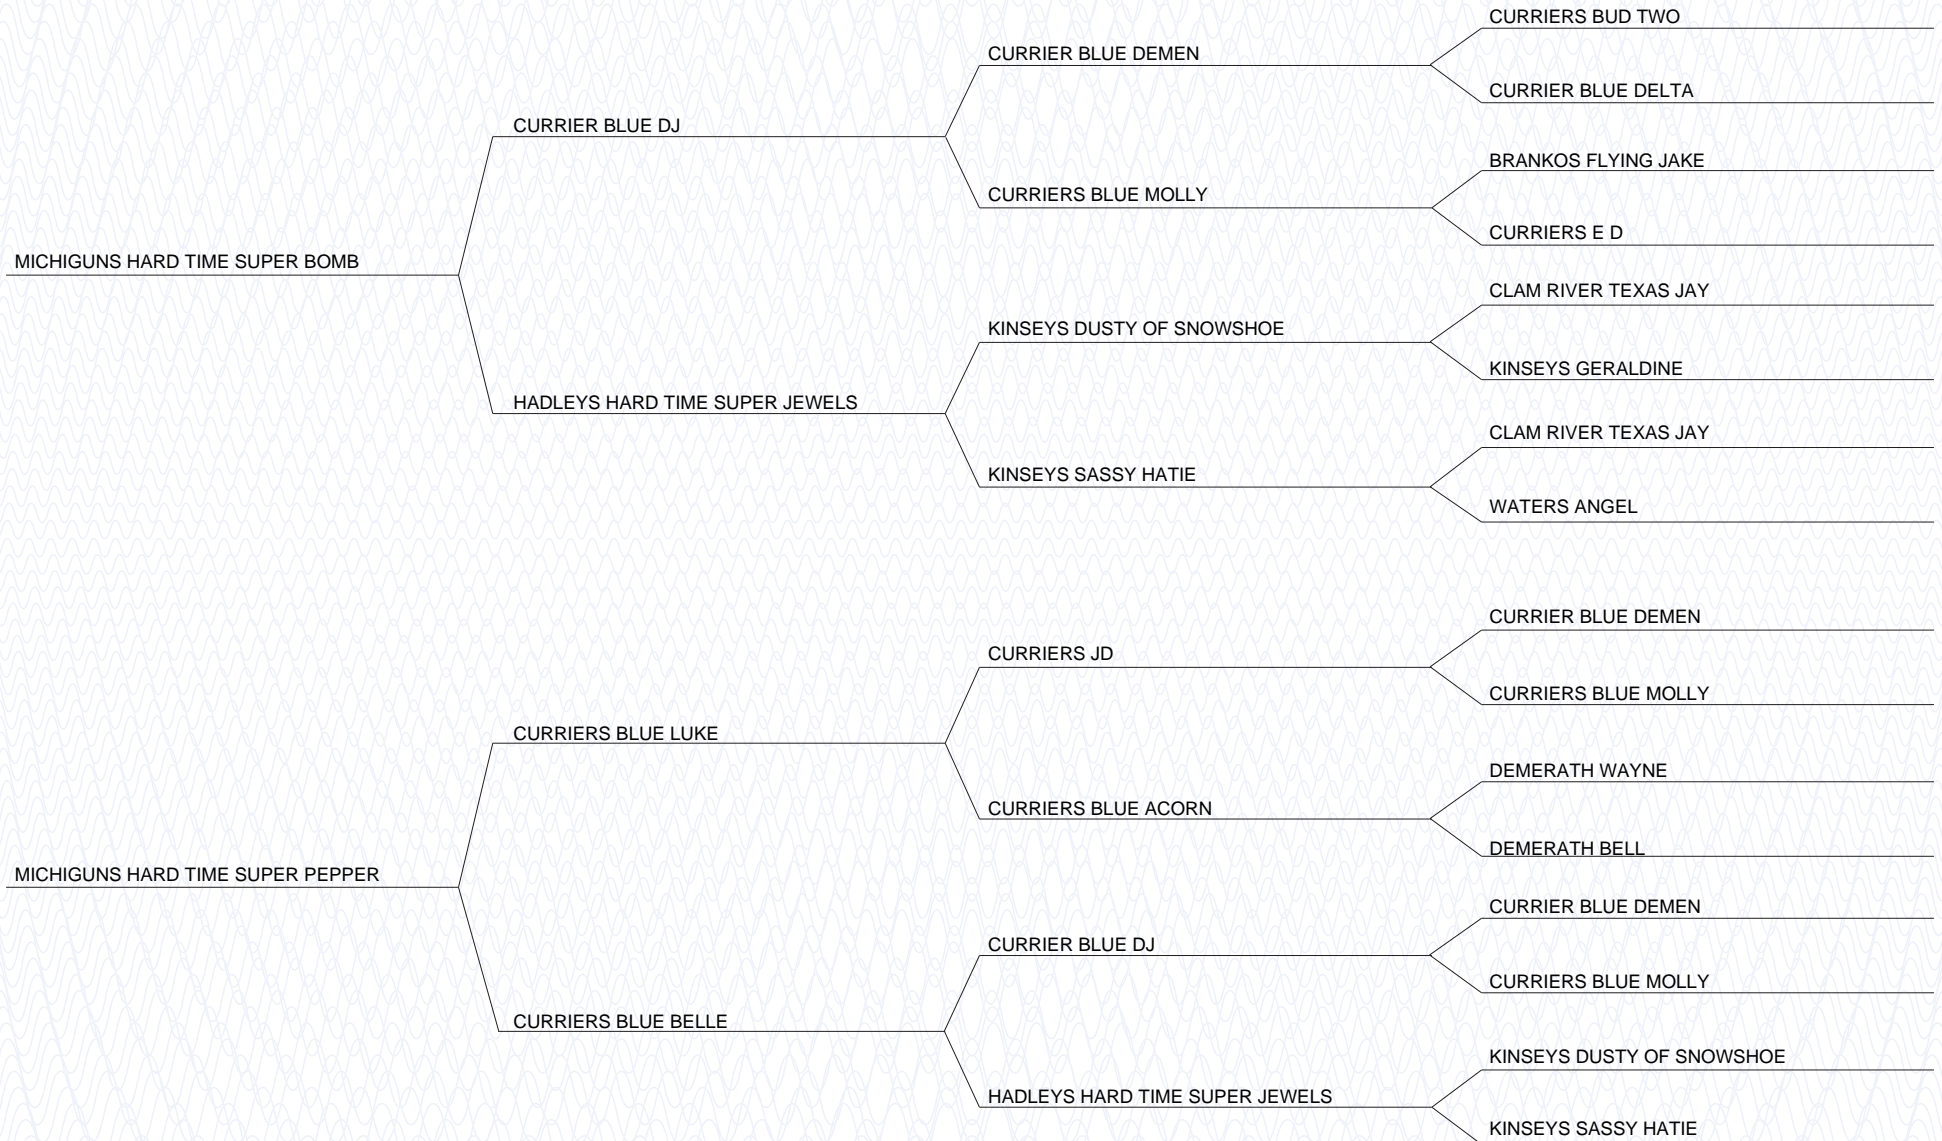 CURRIERS BUD TWO
CURRIER BLUE DEMEN
CURRIER BLUE DELTA
CURRIER BLUE DJ
BRANKOS FLYING JAKE
CURRIERS BLUE MOLLY
CURRIERS E D
MICHIGUNS HARD TIME SUPER BOMB
CLAM RIVER TEXAS JAY
KINSEYS DUSTY OF SNOWSHOE
KINSEYS GERALDINE
HADLEYS HARD TIME SUPER JEWELS
CLAM RIVER TEXAS JAY
KINSEYS SASSY HATIE
WATERS ANGEL
CURRIER BLUE DEMEN
CURRIERS JD
CURRIERS BLUE MOLLY
CURRIERS BLUE LUKE
DEMERATH WAYNE
CURRIERS BLUE ACORN
DEMERATH BELL
MICHIGUNS HARD TIME SUPER PEPPER
CURRIER BLUE DEMEN
CURRIER BLUE DJ
CURRIERS BLUE MOLLY
CURRIERS BLUE BELLE
KINSEYS DUSTY OF SNOWSHOE
HADLEYS HARD TIME SUPER JEWELS
KINSEYS SASSY HATIE